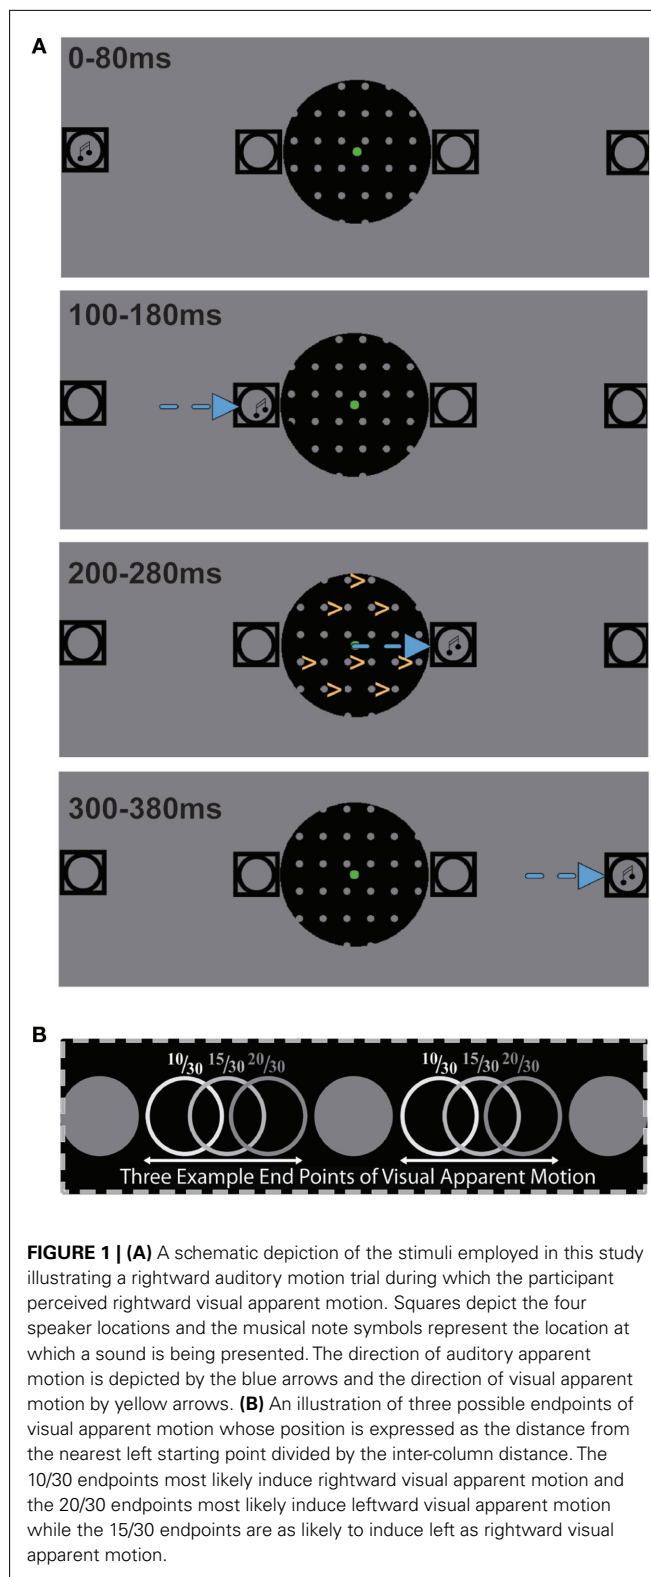 A
0-80ms
100-180ms
200-280ms
> >
>
> > >
> >
300-380ms
B
10/30 15/30 20/30 10/30 15/30 20/30
Three Example End Points of Visual Apparent Motion
FIGURE 1 | (A) A schematic depiction of the stimuli employed in this study
illustrating a rightward auditory motion trial during which the participant
perceived rightward visual apparent motion. Squares depict the four
speaker locations and the musical note symbols represent the location at
which a sound is being presented. The direction of auditory apparent
motion is depicted by the blue arrows and the direction of visual apparent
motion by yellow arrows. (B) An illustration of three possible endpoints of
visual apparent motion whose position is expressed as the distance from
the nearest left starting point divided by the inter-column distance. The
10/30 endpoints most likely induce rightward visual apparent motion and
the 20/30 endpoints most likely induce leftward visual apparent motion
while the 15/30 endpoints are as likely to induce left as rightward visual
apparent motion.